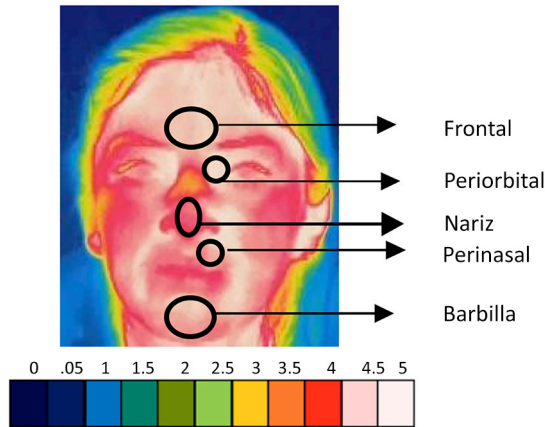 Frontal
Periorbital
Nariz
Perinasal
Barbilla
0 .05 1 1.5 2 2.5 3 3.5 4 4.5 5